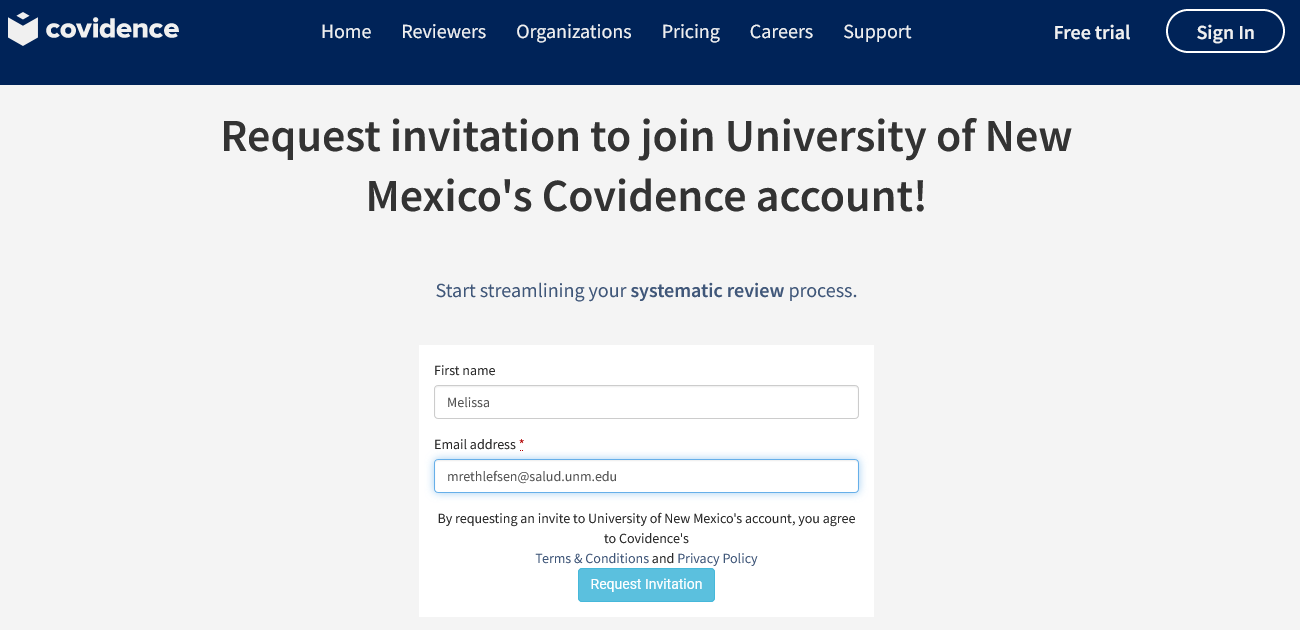 covidence
Home Reviewers Organizations Pricing Careers Support Free trial Sign In
Request invitation to join University of New
Mexico's Covidence account!
Start streamlining your systematic review process.
First name
Melissa
Email address *
mrethlefsen@salud.unm.edu
By requesting an invite to University of New Mexico's account, you agree
to Covidence's
Terms & Conditions and Privacy Policy
Request Invitation